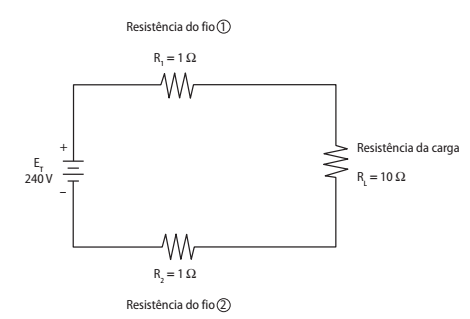 Resistência do fio ①
R₁ = 1 Ω
+
E_T
240 V
–
Resistência da carga
R_L = 10 Ω
R₂ = 1 Ω
Resistência do fio ②